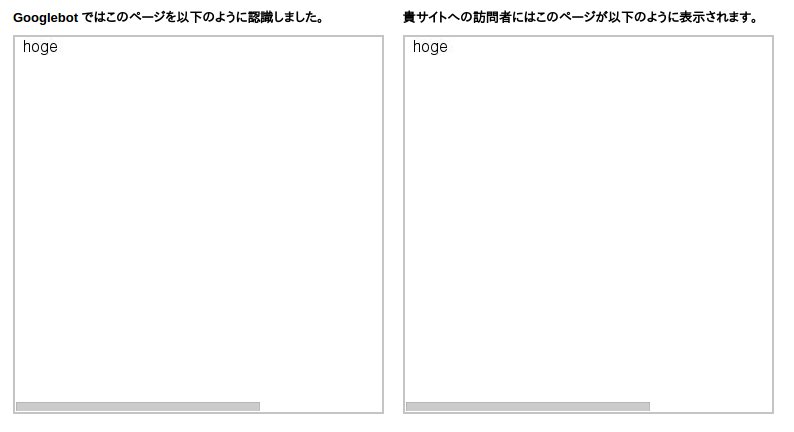 Googlebot ではこのページを以下のように認識しました。
hoge
貴サイトへの訪問者にはこのページが以下のように表示されます。
hoge